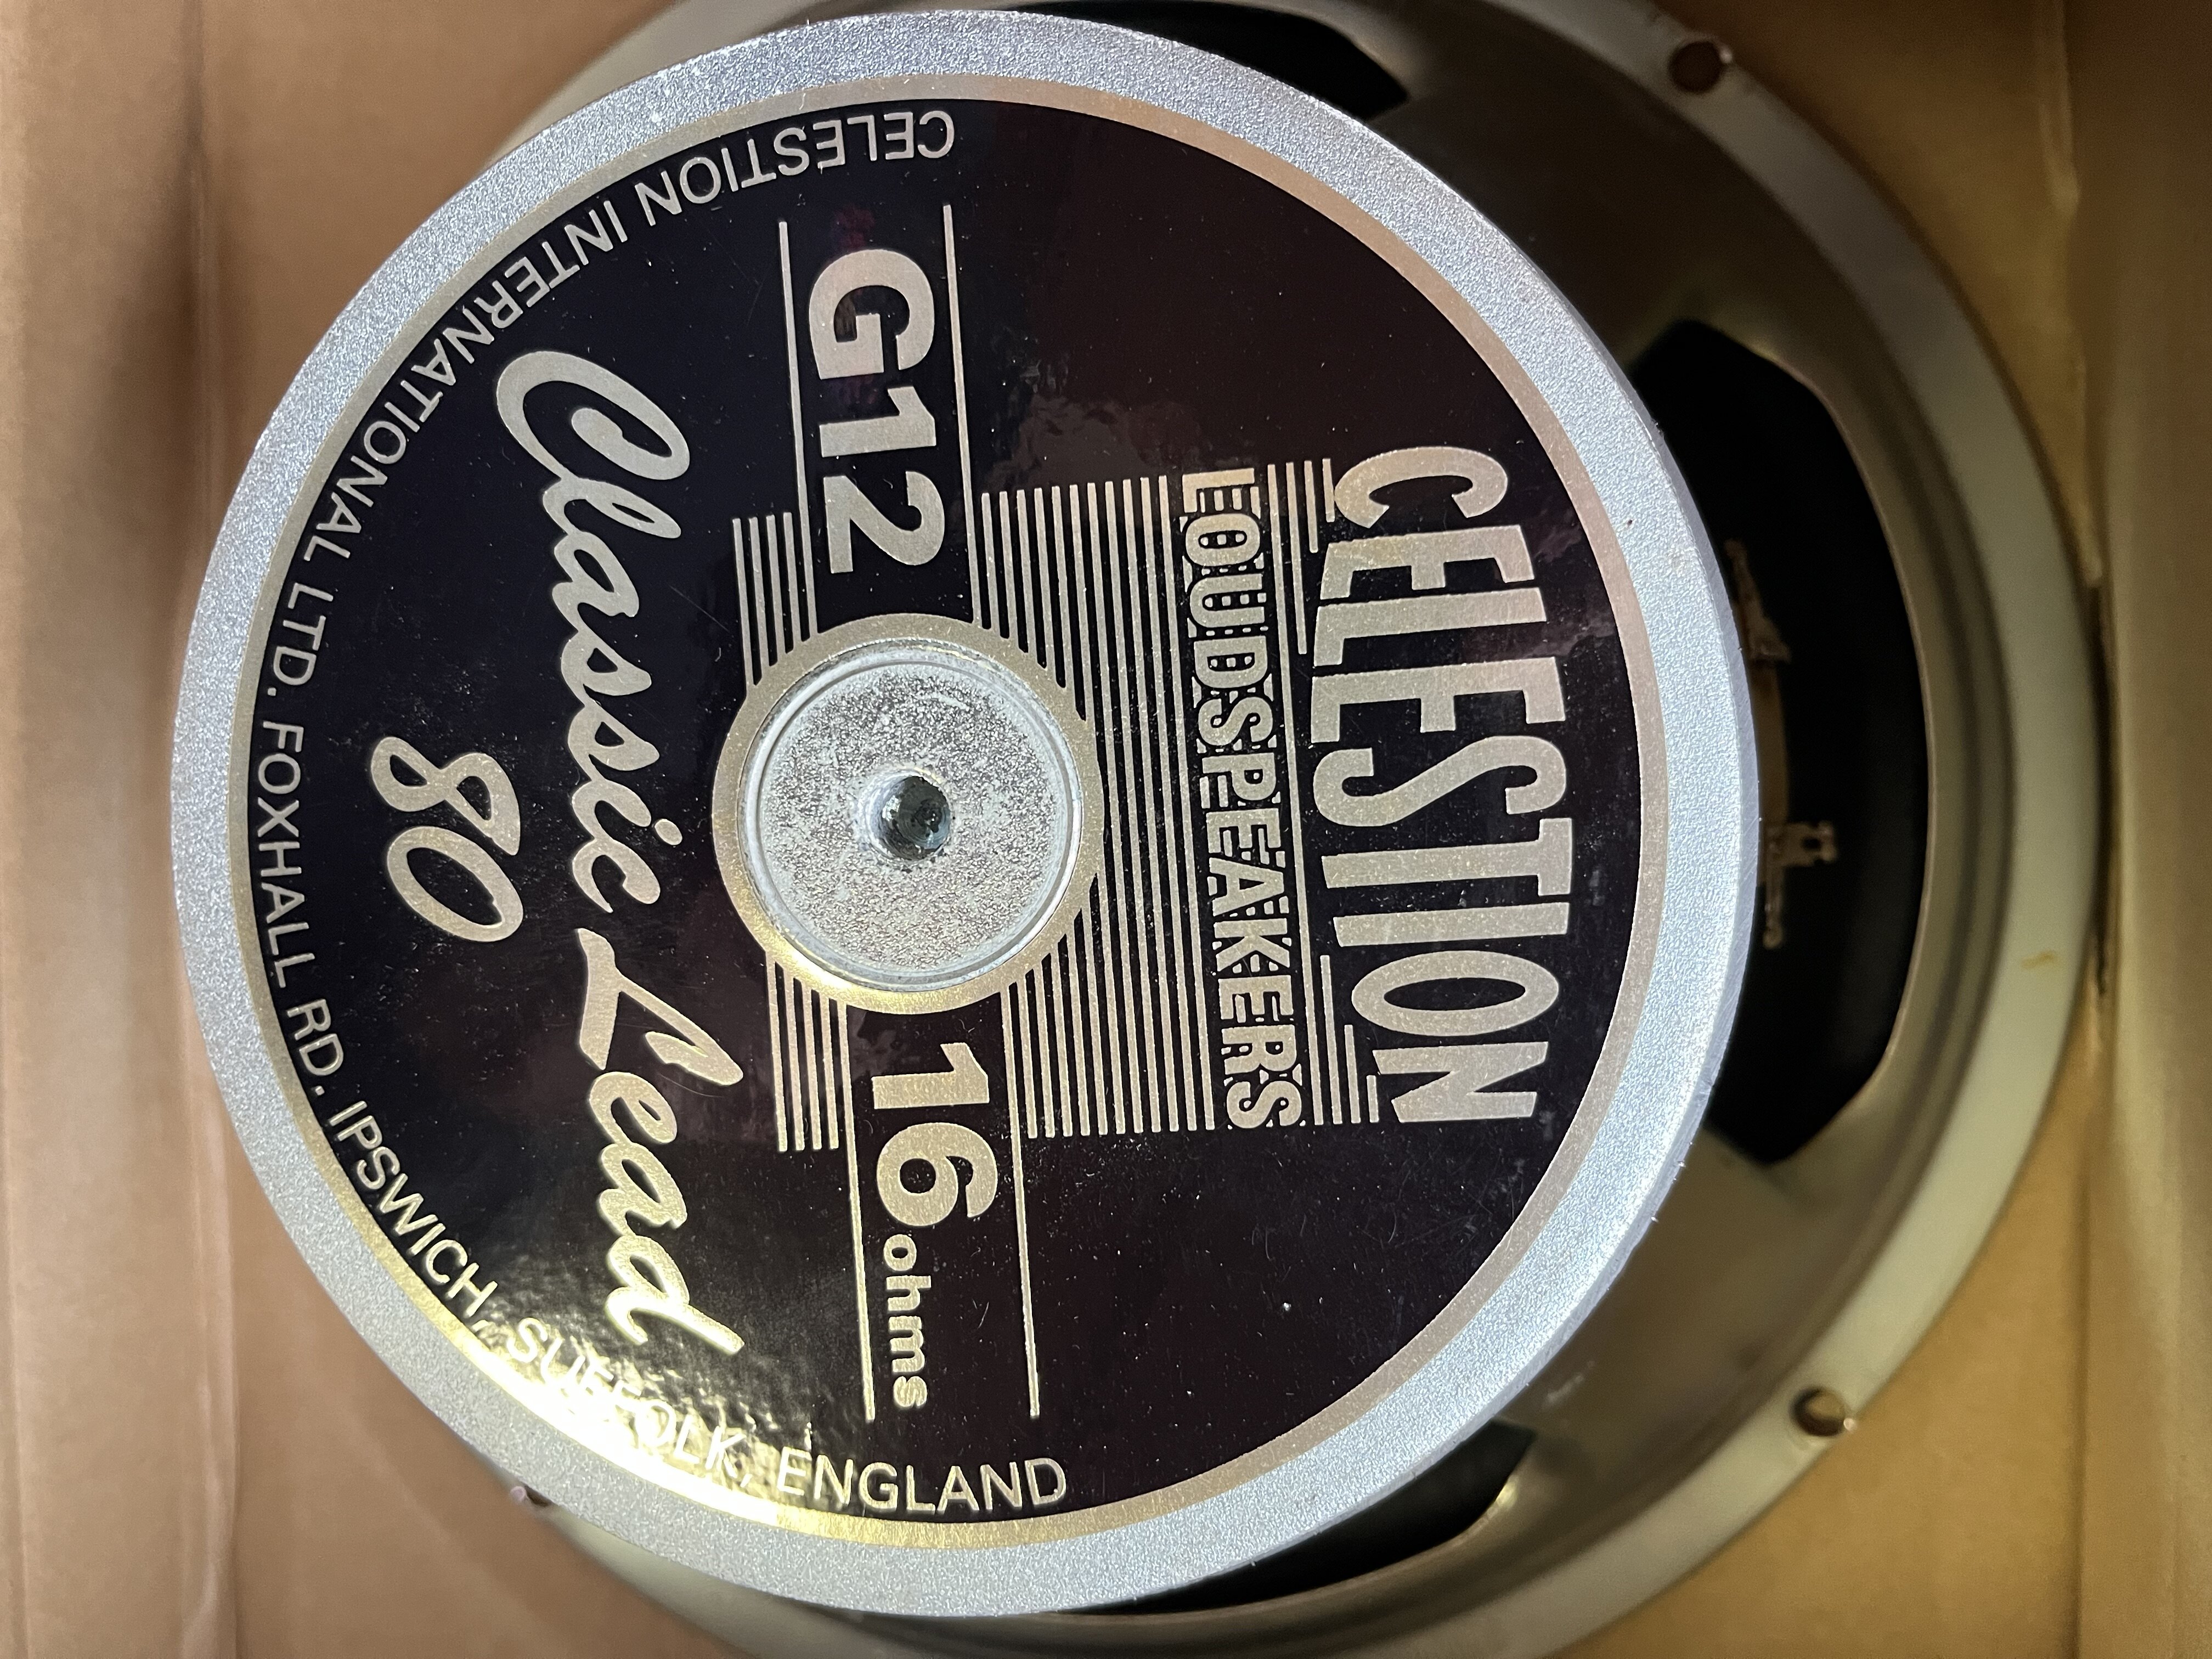 CELESTION
LOUDSPEAKERS
G12 16 ohms
Classic Lead
80
CELESTION INTERNATIONAL LTD. FOXHALL RD. IPSWICH, SUFFOLK, ENGLAND